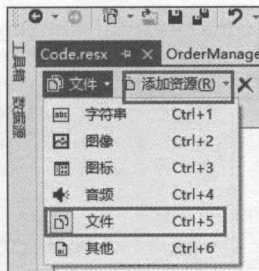 Code.resx
OrderManage
工具箱
数据源
文件
添加资源(R)
abc 字符串 Ctrl+1
图像 Ctrl+2
图标 Ctrl+3
音频 Ctrl+4
文件 Ctrl+5
其他 Ctrl+6